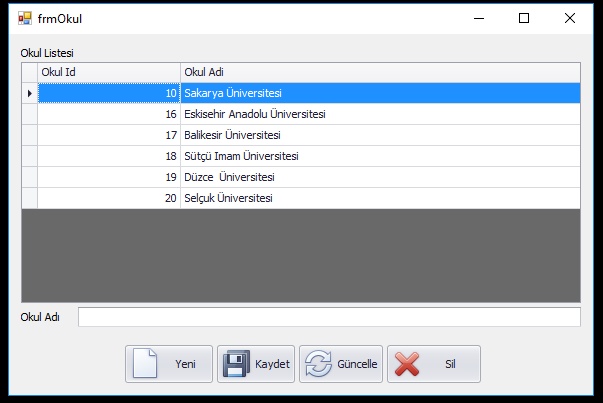 frmOkul
Okul Listesi
Okul Id Okul Adi
10 Sakarya Üniversitesi
16 Eskisehir Anadolu Üniversitesi
17 Balikesir Üniversitesi
18 Sütçü Imam Üniversitesi
19 Düzce  Üniversitesi
20 Selçuk Üniversitesi
Okul Adı
Yeni Kaydet Güncelle Sil